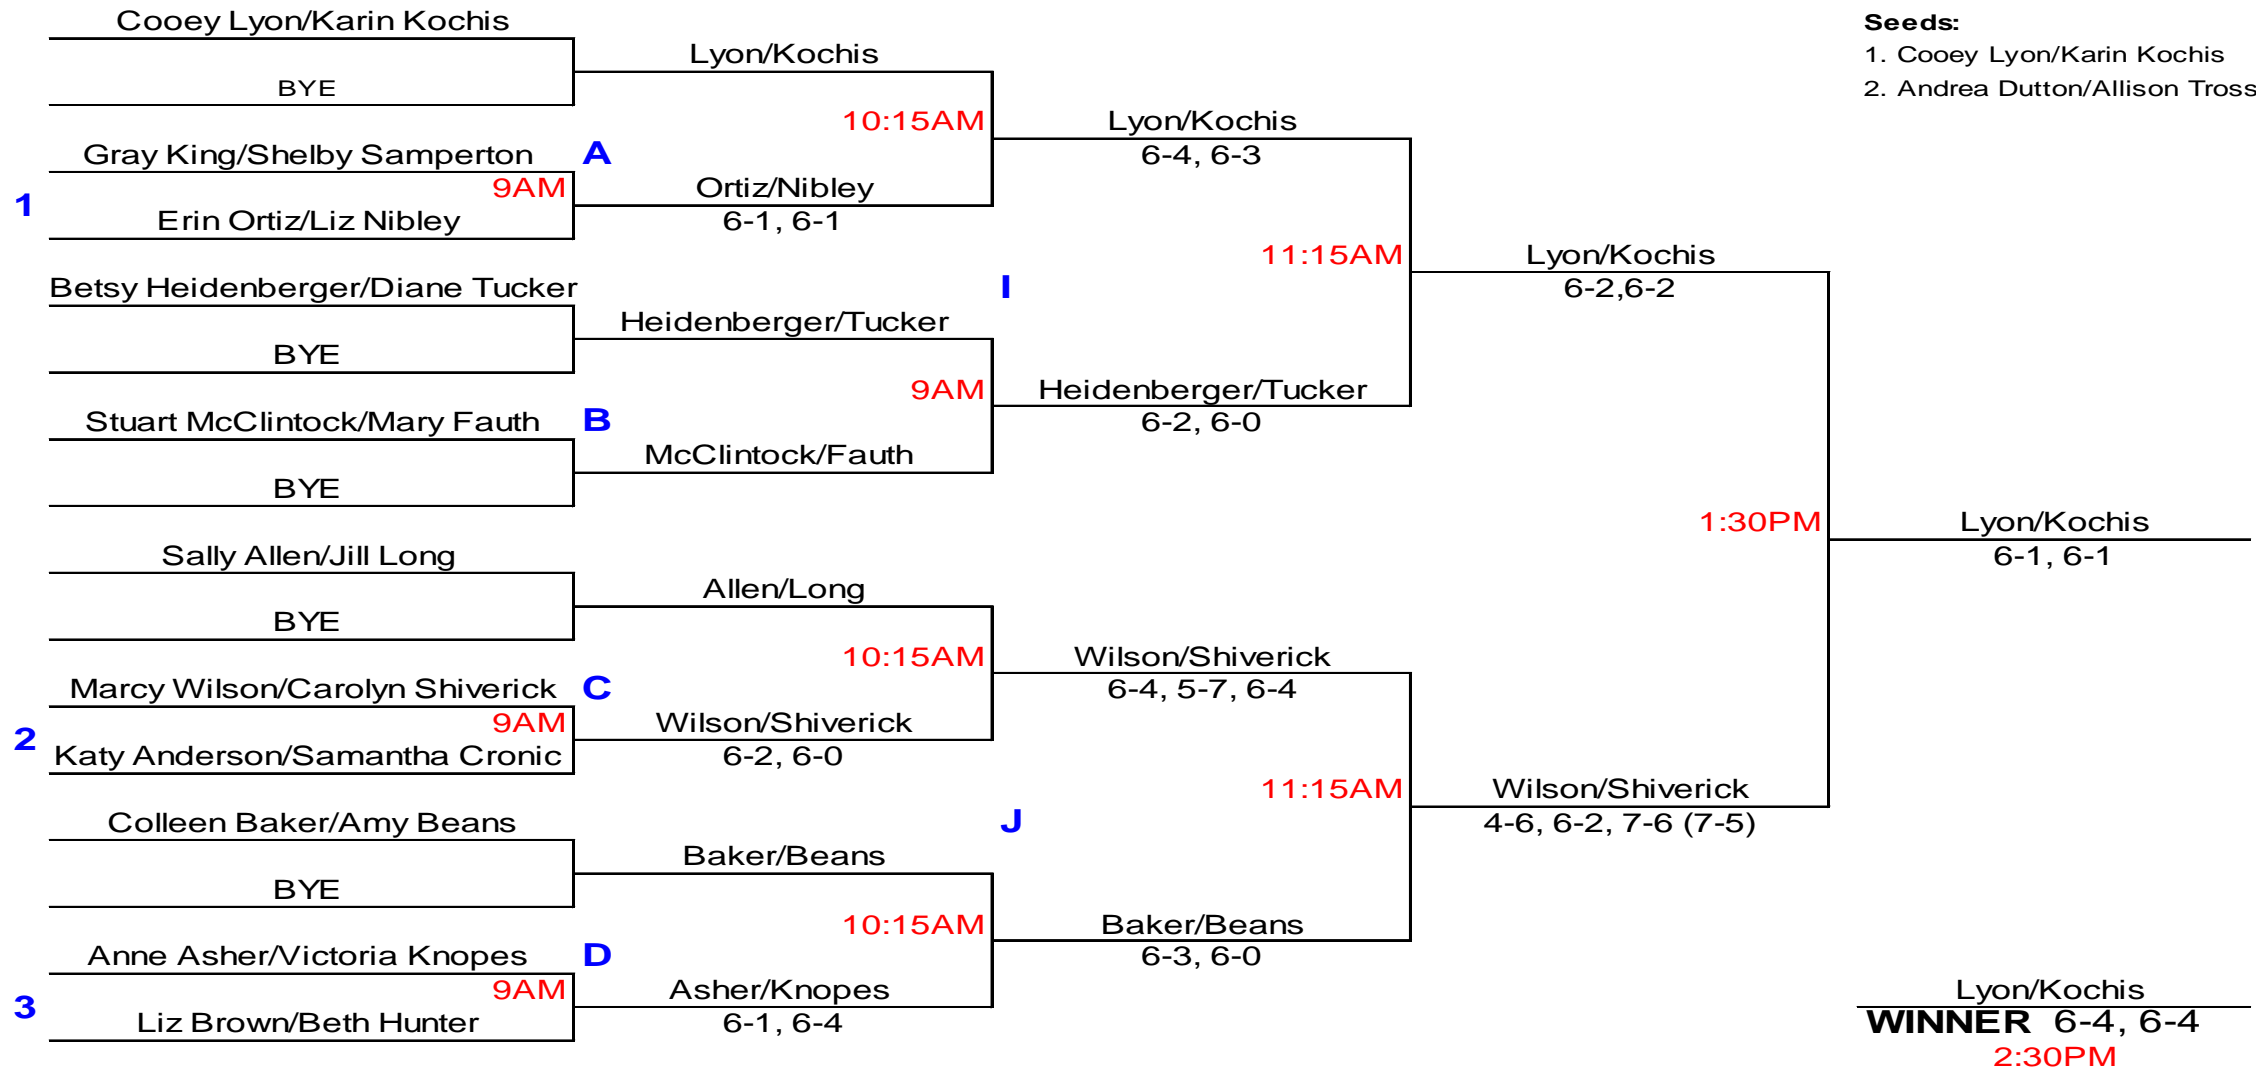 Cooey Lyon/Karin Kochis
BYE
Gray King/Shelby Samperton
9AM
1
Erin Ortiz/Liz Nibley
Betsy Heidenberger/Diane Tucker
BYE
Stuart McClintock/Mary Fauth
BYE
Sally Allen/Jill Long
BYE
Marcy Wilson/Carolyn Shiverick
9AM
2
Katy Anderson/Samantha Cronic
Colleen Baker/Amy Beans
BYE
Anne Asher/Victoria Knopes
9AM
3
Liz Brown/Beth Hunter
Lyon/Kochis
10:15AM
A
Ortiz/Nibley
6-1, 6-1
Heidenberger/Tucker
9AM
B
McClintock/Fauth
Allen/Long
10:15AM
C
Wilson/Shiverick
6-2, 6-0
Baker/Beans
10:15AM
D
Asher/Knopes
6-1, 6-4
Lyon/Kochis
6-4, 6-3
11:15AM
I
Heidenberger/Tucker
6-2, 6-0
Wilson/Shiverick
6-4, 5-7, 6-4
11:15AM
J
Baker/Beans
6-3, 6-0
Lyon/Kochis
6-2,6-2
1:30PM
Wilson/Shiverick
4-6, 6-2, 7-6 (7-5)
Seeds:
1. Cooey Lyon/Karin Kochis
2. Andrea Dutton/Allison Tross
Lyon/Kochis
6-1, 6-1
Lyon/Kochis
WINNER 6-4, 6-4
2:30PM